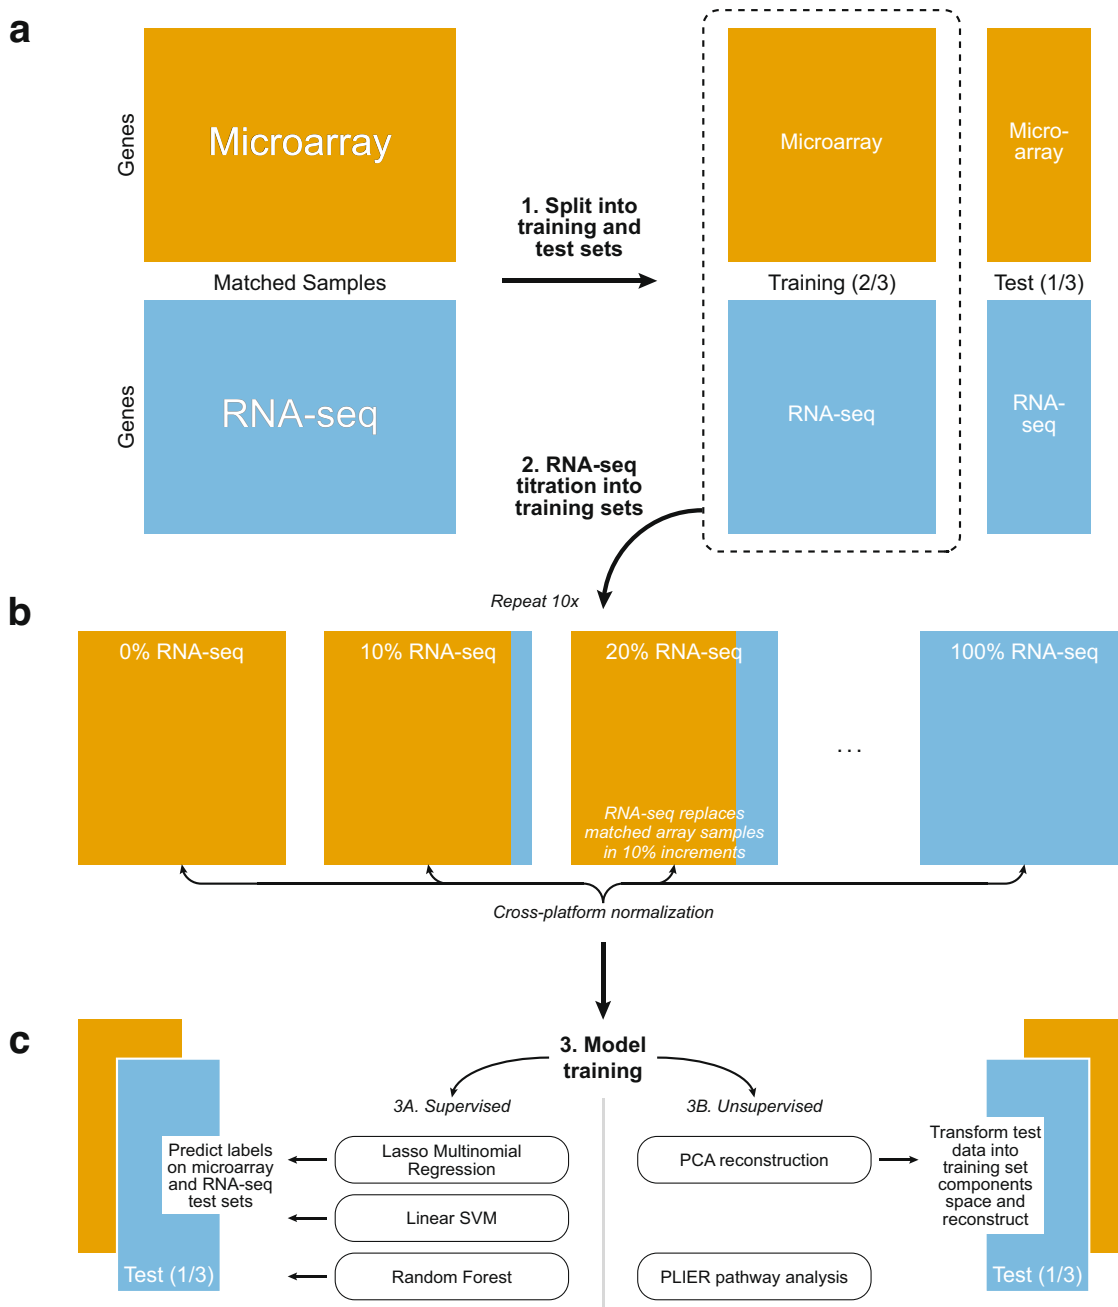 a
Genes
Microarray
Matched Samples
Genes
RNA-seq
1. Split into
training and
test sets
Microarray
Micro-
array
Training (2/3)
Test (1/3)
RNA-seq
RNA-
seq
2. RNA-seq
titration into
training sets
Repeat 10x
b
0% RNA-seq
10% RNA-seq
20% RNA-seq
100% RNA-seq
...
RNA-seq replaces
matched array samples
in 10% increments
Cross-platform normalization
c
3. Model
training
3A. Supervised
3B. Unsupervised
Predict labels
on microarray
and RNA-seq
test sets
Test (1/3)
Lasso Multinomial
Regression
Linear SVM
Random Forest
PCA reconstruction
PLIER pathway analysis
Transform test
data into
training set
components
space and
reconstruct
Test (1/3)